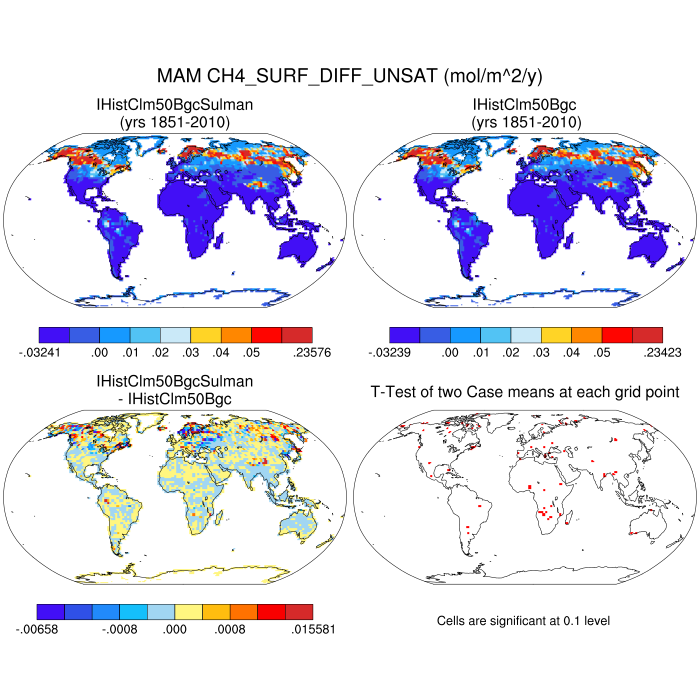 MAM CH4_SURF_DIFF_UNSAT (mol/m^2/y)
IHistClm50BgcSulman
(yrs 1851-2010)
IHistClm50Bgc
(yrs 1851-2010)
-.03241 .00 .01 .02 .03 .04 .05 .23576
-.03239 .00 .01 .02 .03 .04 .05 .23423
IHistClm50BgcSulman
- IHistClm50Bgc
T-Test of two Case means at each grid point
-.00658 -.0008 .000 .0008 .015581
Cells are significant at 0.1 level